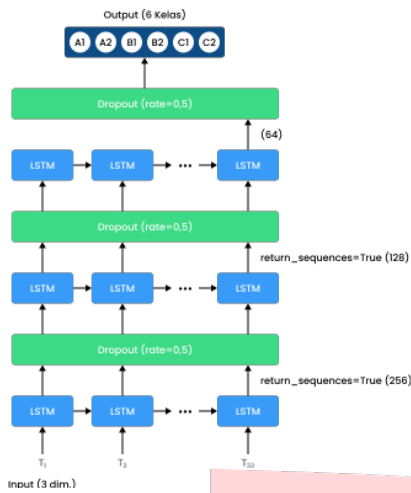 Output (6 Kelas)
A1 A2 B1 B2 C1 C2
Dropout (rate=0,5)
(64)
LSTM LSTM ••• LSTM
Dropout (rate=0,5)
return_sequences=True (128)
LSTM LSTM ••• LSTM
Dropout (rate=0,5)
return_sequences=True (256)
LSTM LSTM ••• LSTM
T₁ T₂ T₃₃
Input (3 dim.)